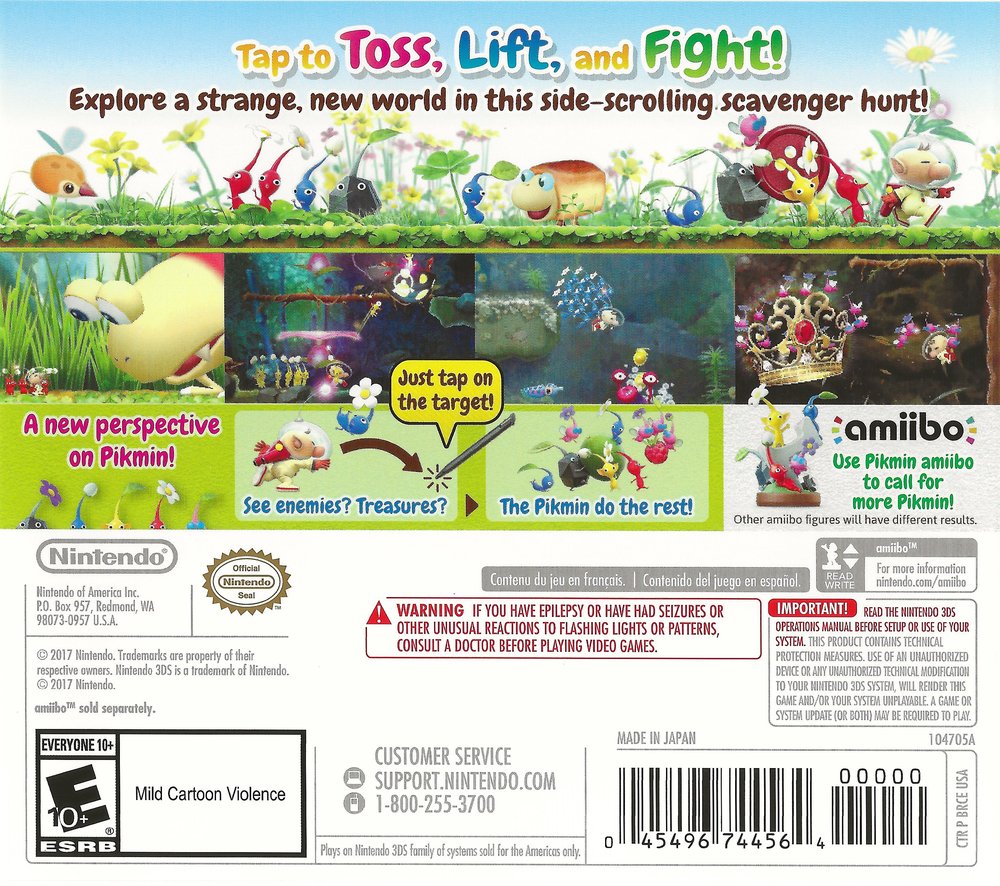 Tap to Toss, Lift, and Fight!
Explore a strange, new world in this side-scrolling scavenger hunt!
A new perspective
on Pikmin!
Just tap on
the target!
See enemies? Treasures?
The Pikmin do the rest!
amiibo
Use Pikmin amiibo
to call for
more Pikmin!
Other amiibo figures will have different results.
Nintendo®
Nintendo of America Inc.
P.O. Box 957, Redmond, WA
98073-0957 U.S.A.
Official
Nintendo
Seal
™
Contenu du jeu en français. | Contenido del juego en español.
READ
WRITE
amiibo™
For more information
nintendo.com/amiibo
WARNING IF YOU HAVE EPILEPSY OR HAVE HAD SEIZURES OR
OTHER UNUSUAL REACTIONS TO FLASHING LIGHTS OR PATTERNS,
CONSULT A DOCTOR BEFORE PLAYING VIDEO GAMES.
IMPORTANT! READ THE NINTENDO 3DS
OPERATIONS MANUAL BEFORE SETUP OR USE OF YOUR
SYSTEM. THIS PRODUCT CONTAINS TECHNICAL
PROTECTION MEASURES. USE OF AN UNAUTHORIZED
DEVICE OR ANY UNAUTHORIZED TECHNICAL MODIFICATION
TO YOUR NINTENDO 3DS SYSTEM, WILL RENDER THIS
GAME AND/OR YOUR SYSTEM UNPLAYABLE. A GAME OR
SYSTEM UPDATE (OR BOTH) MAY BE REQUIRED TO PLAY.
© 2017 Nintendo. Trademarks are property of their
respective owners. Nintendo 3DS is a trademark of Nintendo.
© 2017 Nintendo.
amiibo™ sold separately.
EVERYONE 10+
E
10+
®
ESRB
Mild Cartoon Violence
CUSTOMER SERVICE
SUPPORT.NINTENDO.COM
1-800-255-3700
Plays on Nintendo 3DS family of systems sold for the Americas only.
MADE IN JAPAN
104705A
00000
0 45496 74456 4
CTR P BRCE USA